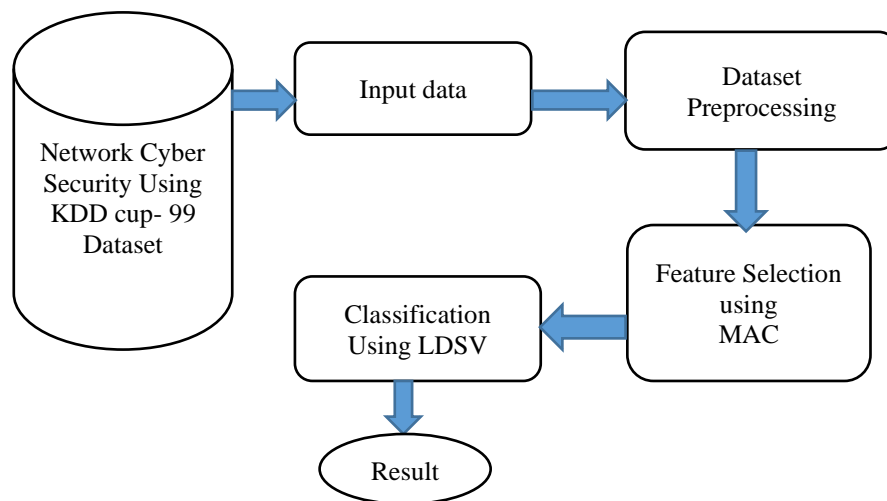 Network Cyber
Security Using
KDD cup- 99
Dataset
Input data
Dataset
Preprocessing
Feature Selection
using
MAC
Classification
Using LDSV
Result